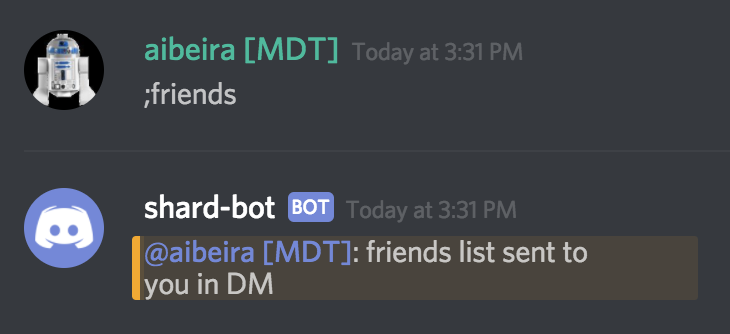 aibeira [MDT] Today at 3:31 PM
;friends
shard-bot BOT Today at 3:31 PM
@aibeira [MDT]: friends list sent to
you in DM